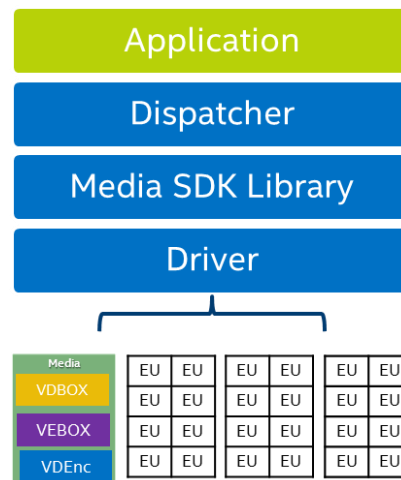 Application
Dispatcher
Media SDK Library
Driver
Media
VDBOX
VEBOX
VDEnc
EU EU EU EU EU EU
EU EU EU EU EU EU
EU EU EU EU EU EU
EU EU EU EU EU EU